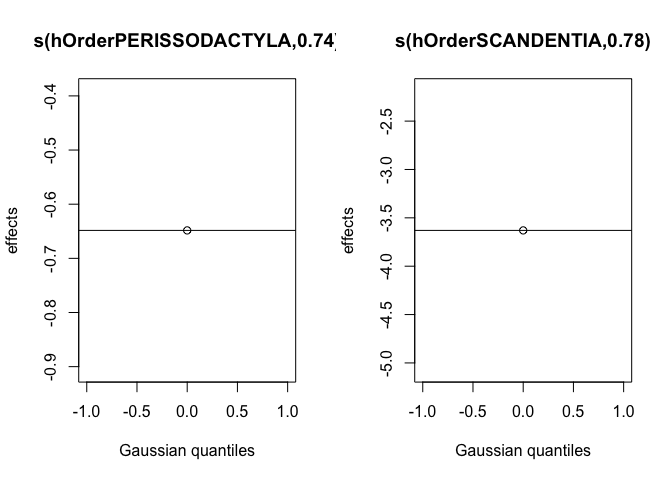 s(hOrderPERISSODACTYLA,0.74)
effects
-0.4
-0.5
-0.6
-0.7
-0.8
-0.9
-1.0 -0.5 0.0 0.5 1.0
Gaussian quantiles
s(hOrderSCANDENTIA,0.78)
effects
-2.5
-3.0
-3.5
-4.0
-4.5
-5.0
-1.0 -0.5 0.0 0.5 1.0
Gaussian quantiles